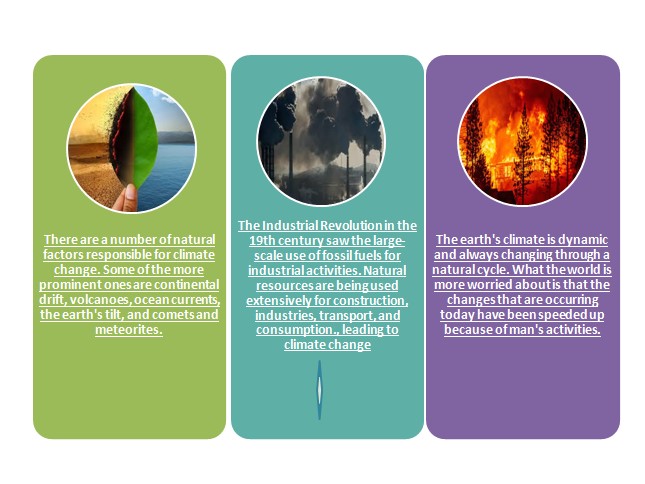 There are a number of natural
factors responsible for climate
change. Some of the more
prominent ones are continental
drift, volcanoes, ocean currents,
the earth's tilt, and comets and
meteorites.
The Industrial Revolution in the
19th century saw the large-
scale use of fossil fuels for
industrial activities. Natural
resources are being used
extensively for construction,
industries, transport, and
consumption., leading to
climate change
The earth's climate is dynamic
and always changing through a
natural cycle. What the world is
more worried about is that the
changes that are occurring
today have been speeded up
because of man's activities.